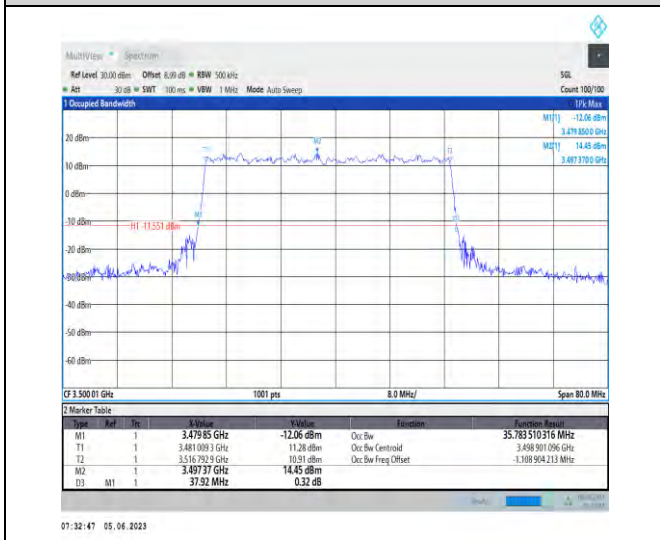 MultiView Spectrum
Ref Level 30.00 dBm Offset 8.99 dB RBW 500 kHz SGL
Att 30 dB SWT 100 ms VBW 1 MHz Mode Auto Sweep Count 100/100
1 Occupied Bandwidth 1Pk Max
M1[1] -12.06 dBm
3.479 8500 GHz
M2[1] 14.45 dBm
3.497 3700 GHz
20 dBm
M2
T1
T2
10 dBm
0 dBm
M1
-10 dBm
H1 -11.551 dBm
-20 dBm
-30 dBm
-40 dBm
-50 dBm
-60 dBm
CF 3.500 01 GHz 1001 pts 8.0 MHz/ Span 80.0 MHz
2 Marker Table
Type Ref Trc X-Value Y-Value Function Function Result
M1 1 3.479 85 GHz -12.06 dBm Occ Bw 35.783 510 316 MHz
T1 1 3.481 009 3 GHz 11.28 dBm Occ Bw Centroid 3.498 901 096 GHz
T2 1 3.516 792 9 GHz 10.91 dBm Occ Bw Freq Offset -1.108 904 213 MHz
M2 1 3.497 37 GHz 14.45 dBm
D3 M1 1 37.92 MHz 0.32 dB
07:32:47 05.06.2023